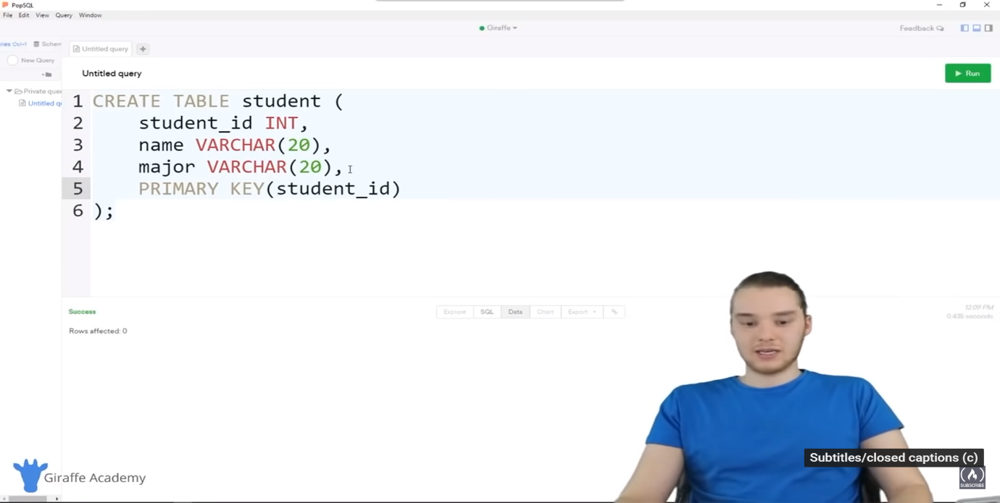 PopSQL
File Edit View Query Window
Giraffe
Feedback
ries Ctrl+1 Schem
Untitled query +
New Query
Untitled query
Run
Private quer
Untitled q
1 CREATE TABLE student (
2 student_id INT,
3 name VARCHAR(20),
4 major VARCHAR(20),
5 PRIMARY KEY(student_id)
6 );
Success
Explore SQL Data Chart Export
12:09 PM
0.435 seconds
Rows affected: 0
Subtitles/closed captions (c)
Giraffe Academy
SUBSCRIBE